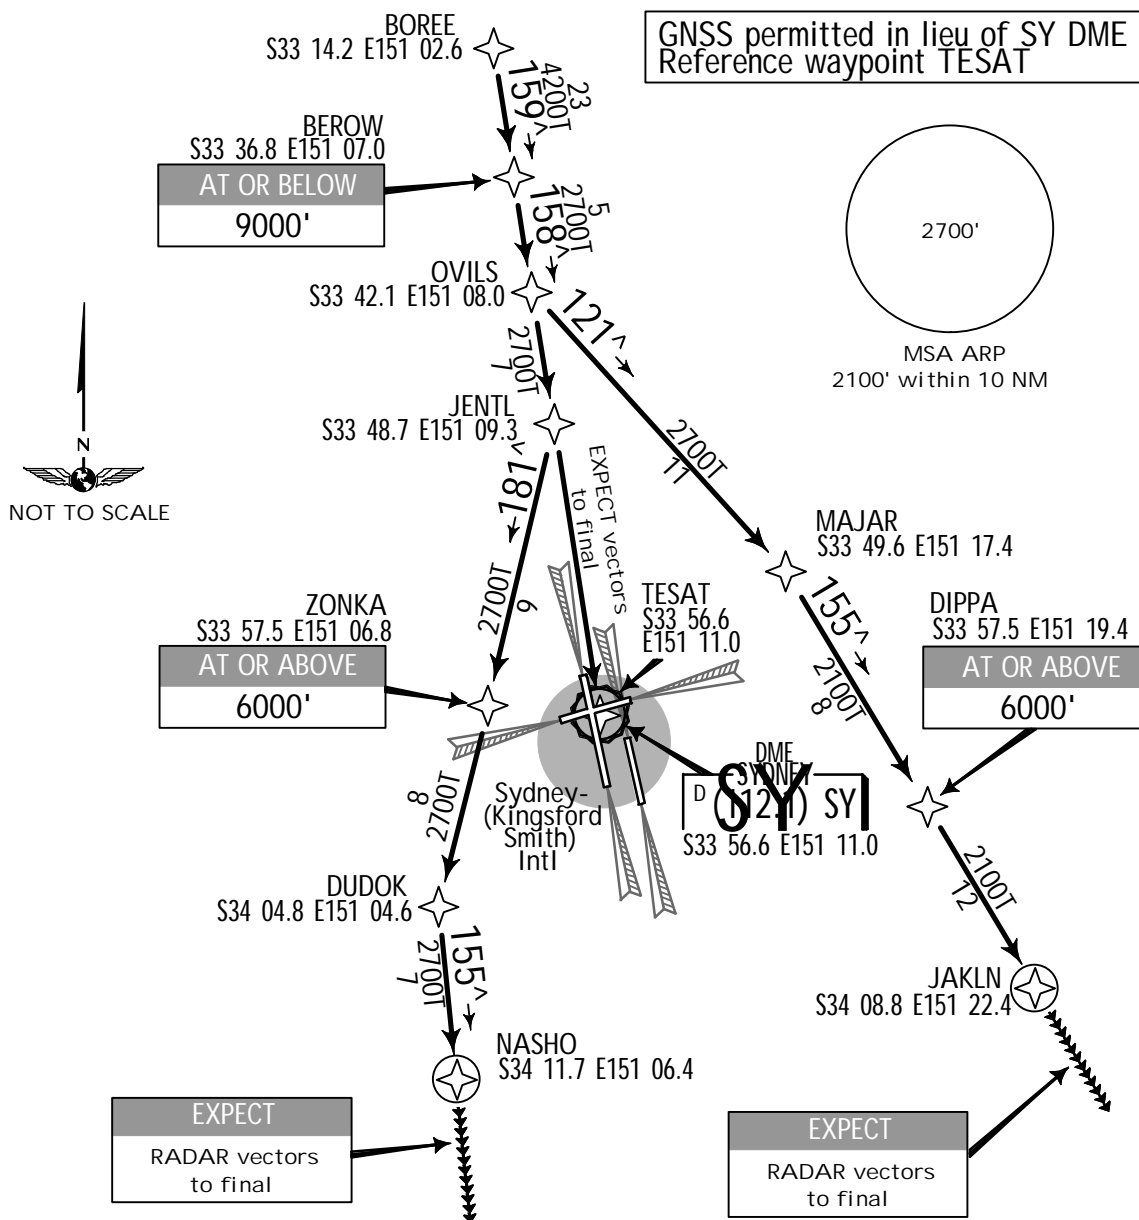 BOREE
S33 14.2 E151 02.6
GNSS permitted in lieu of SY DME
Reference waypoint TESAT
159^
4200T
23
BEROW
S33 36.8 E151 07.0
AT OR BELOW
9000'
158^
2700T
5
2700'
MSA ARP
2100' within 10 NM
OVILS
S33 42.1 E151 08.0
121^
2700T
7
2700T
11
JENTL
S33 48.7 E151 09.3
N
NOT TO SCALE
181^
EXPECT vectors
to final
MAJAR
S33 49.6 E151 17.4
155^
2100T
8
2700T
9
ZONKA
S33 57.5 E151 06.8
AT OR ABOVE
6000'
TESAT
S33 56.6
E151 11.0
DIPPA
S33 57.5 E151 19.4
AT OR ABOVE
6000'
DME
SYDNEY
D (112.1) SY
SY
S33 56.6 E151 11.0
Sydney-
(Kingsford
Smith)
Intl
2700T
8
2100T
12
DUDOK
S34 04.8 E151 04.6
155^
2700T
7
JAKLN
S34 08.8 E151 22.4
NASHO
S34 11.7 E151 06.4
EXPECT
RADAR vectors
to final
EXPECT
RADAR vectors
to final